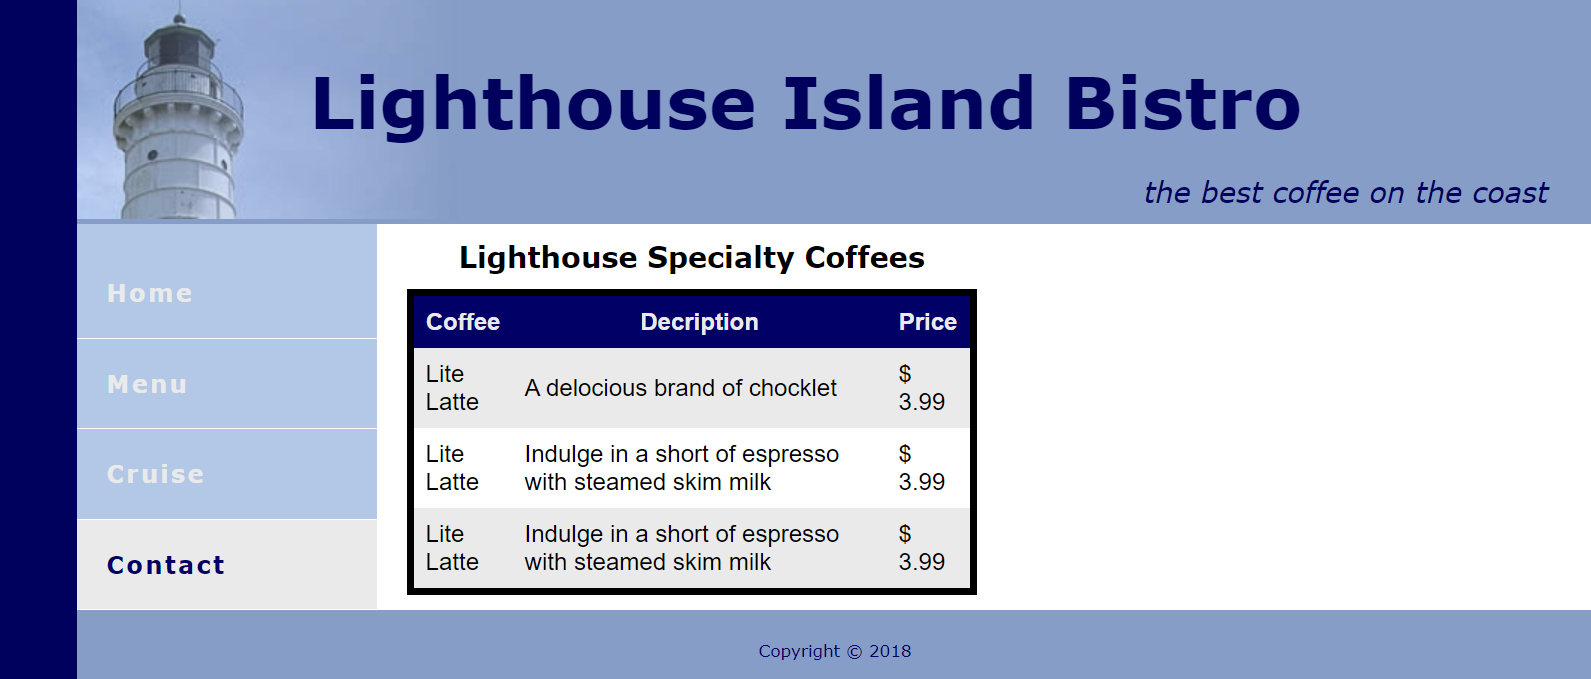 Lighthouse Island Bistro
the best coffee on the coast
Home
Menu
Cruise
Contact
Lighthouse Specialty Coffees
Coffee Decription Price
Lite Latte A delocious brand of chocklet $ 3.99
Lite Latte Indulge in a short of espresso with steamed skim milk $ 3.99
Lite Latte Indulge in a short of espresso with steamed skim milk $ 3.99
Copyright © 2018